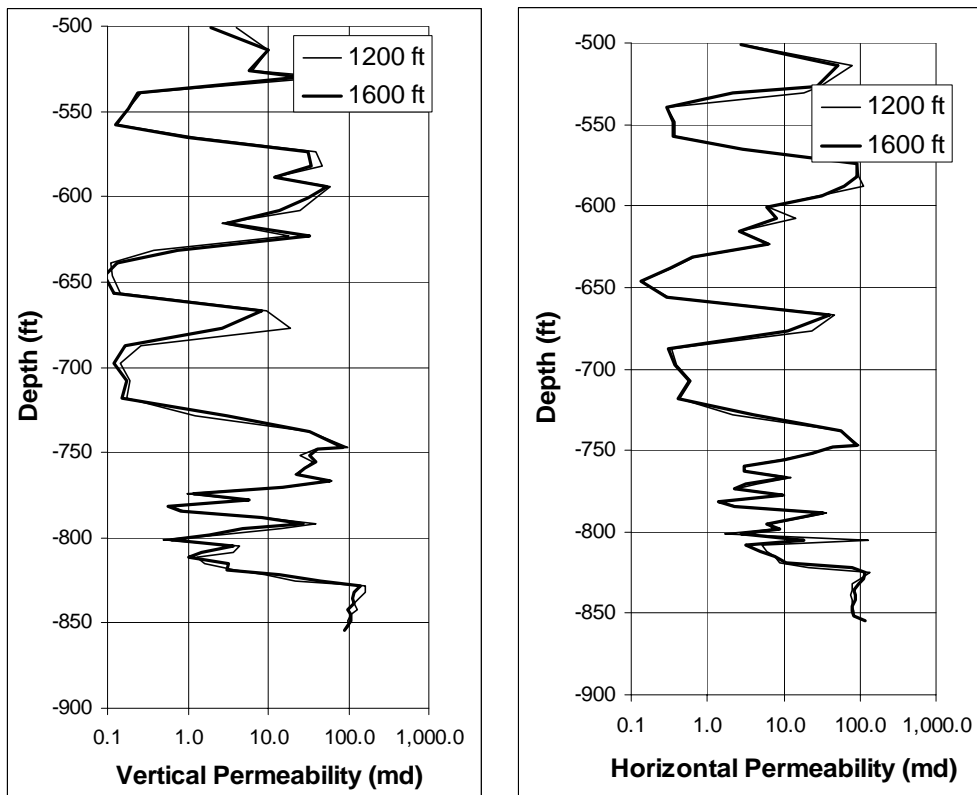 -500
-550
-600
-650
-700
-750
-800
-850
-900
Depth (ft)
0.1 1.0 10.0 100.0 1,000.0
Vertical Permeability (md)
1200 ft
1600 ft
-500
-550
-600
-650
-700
-750
-800
-850
-900
Depth (ft)
0.1 1.0 10.0 100.0 1,000.0
Horizontal Permeability (md)
1200 ft
1600 ft